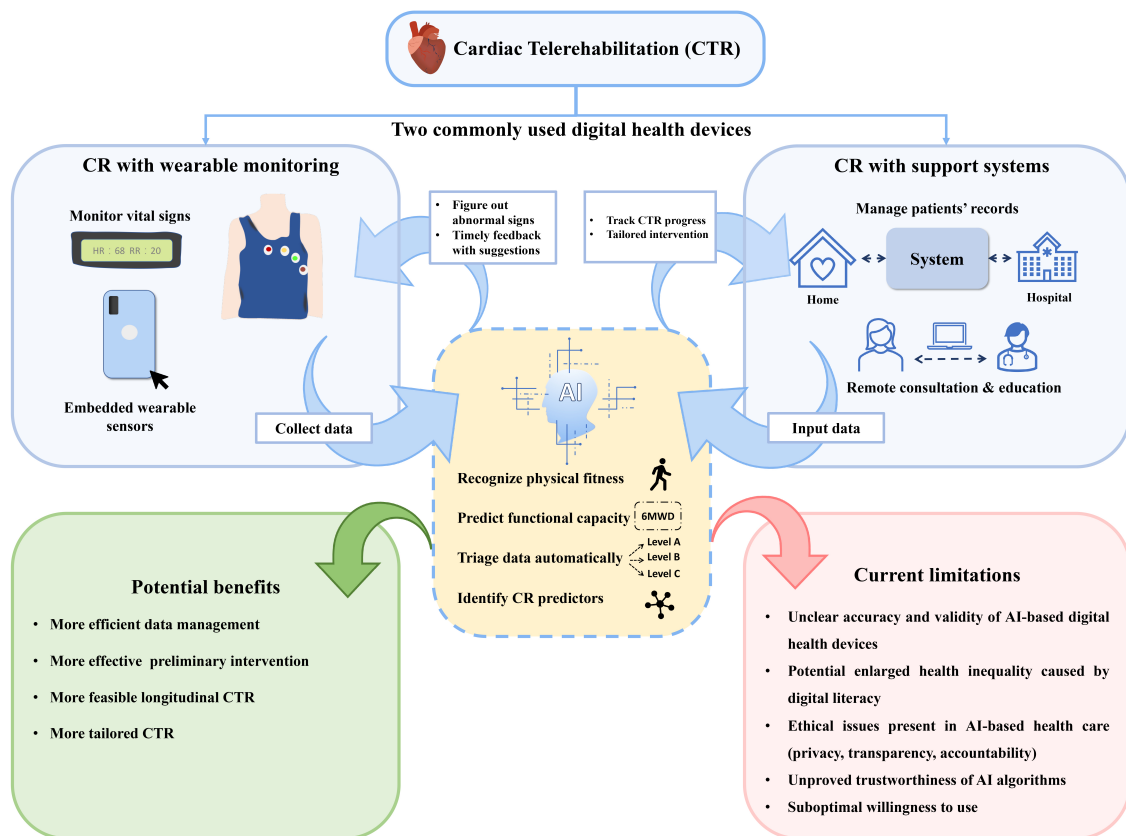 Cardiac Telerehabilitation (CTR)
Two commonly used digital health devices
CR with wearable monitoring
Monitor vital signs
HR : 68 RR : 20
Embedded wearable
sensors
• Figure out
abnormal signs
• Timely feedback
with suggestions
Collect data
• Track CTR progress
• Tailored intervention
Input data
CR with support systems
Manage patients’ records
System
Home
Hospital
Remote consultation & education
AI
Recognize physical fitness
Predict functional capacity
6MWD
Triage data automatically
Level A
Level B
Level C
Identify CR predictors
Potential benefits
• More efficient data management
• More effective preliminary intervention
• More feasible longitudinal CTR
• More tailored CTR
Current limitations
• Unclear accuracy and validity of AI-based digital
health devices
• Potential enlarged health inequality caused by
digital literacy
• Ethical issues present in AI-based health care
(privacy, transparency, accountability)
• Unproved trustworthiness of AI algorithms
• Suboptimal willingness to use